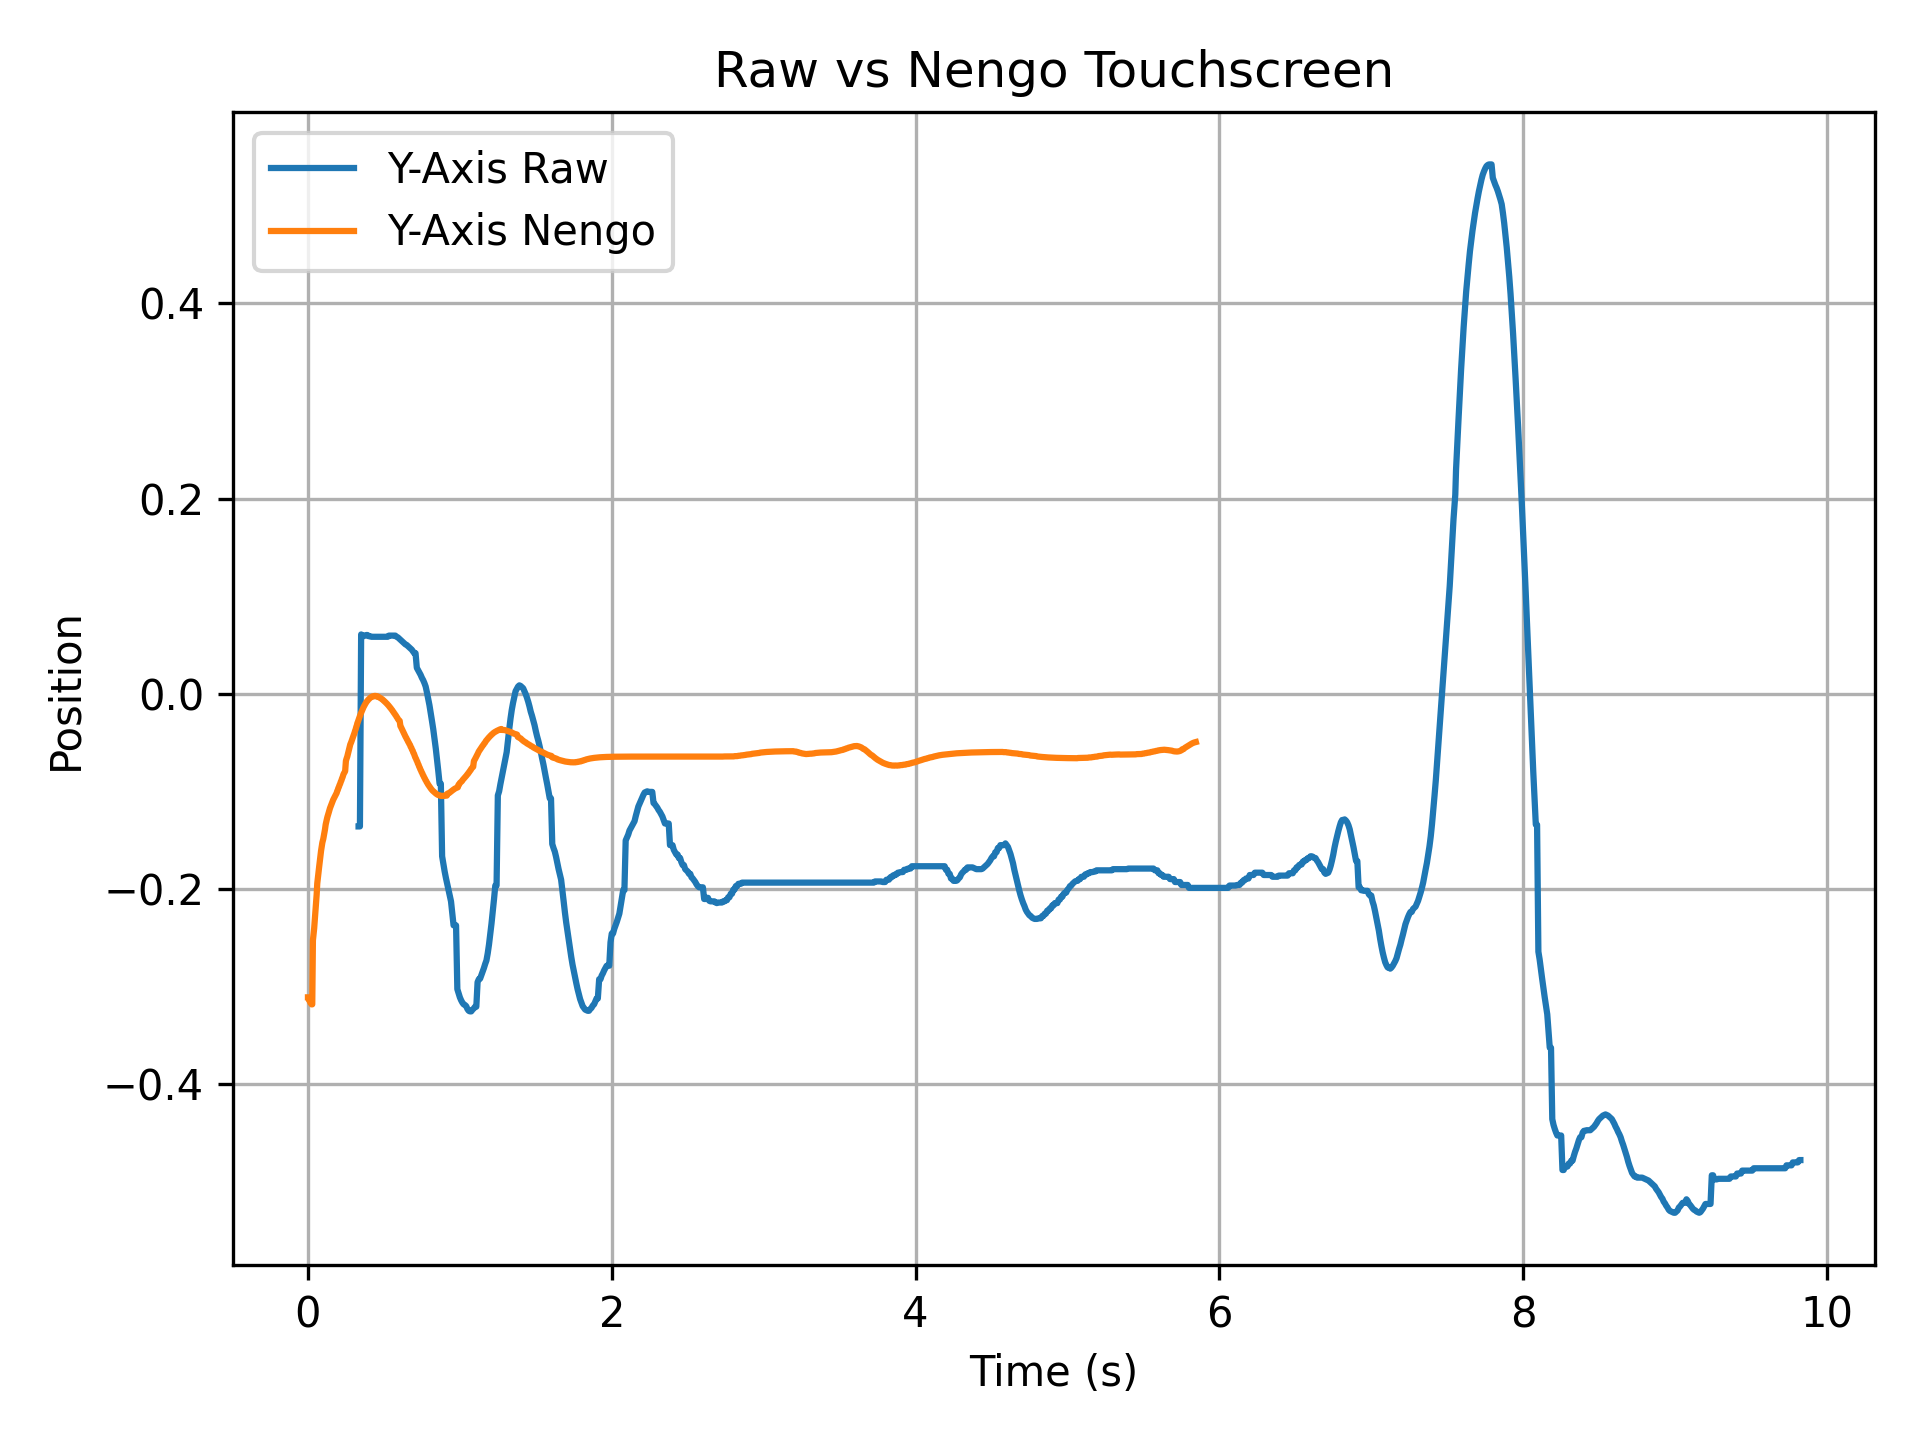 Raw vs Nengo Touchscreen
Y-Axis Raw
Y-Axis Nengo
0.4
0.2
0.0
−0.2
−0.4
Position
0 2 4 6 8 10
Time (s)